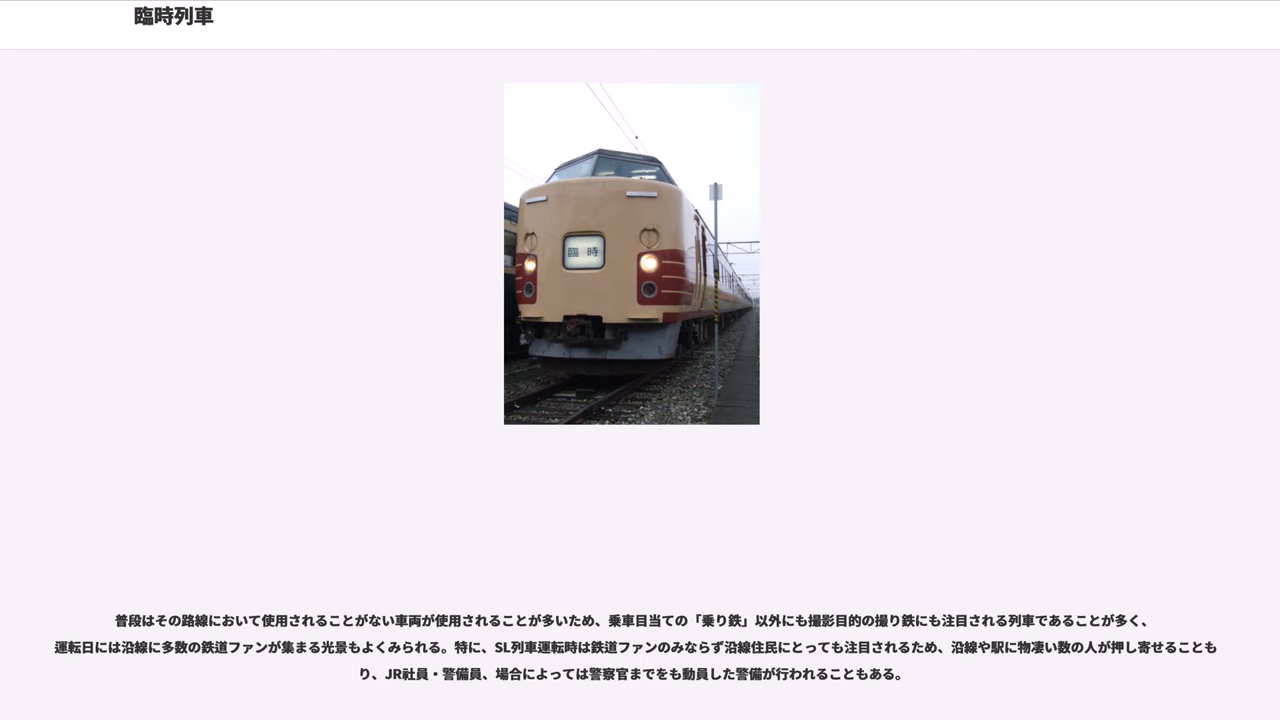 臨時列車
臨時
普段はその路線において使用されることがない車両が使用されることが多いため、乗車目当ての「乗り鉄」以外にも撮影目的の撮り鉄にも注目される列車であることが多く、
運転日には沿線に多数の鉄道ファンが集まる光景もよくみられる。特に、SL列車運転時は鉄道ファンのみならず沿線住民にとっても注目されるため、沿線や駅に物凄い数の人が押し寄せることも
り、JR社員・警備員、場合によっては警察官までをも動員した警備が行われることもある。